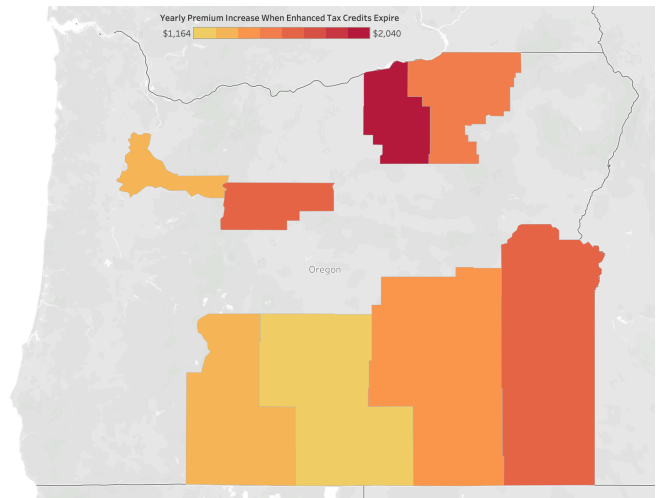 Yearly Premium Increase When Enhanced Tax Credits Expire
$1,164 $2,040
Oregon